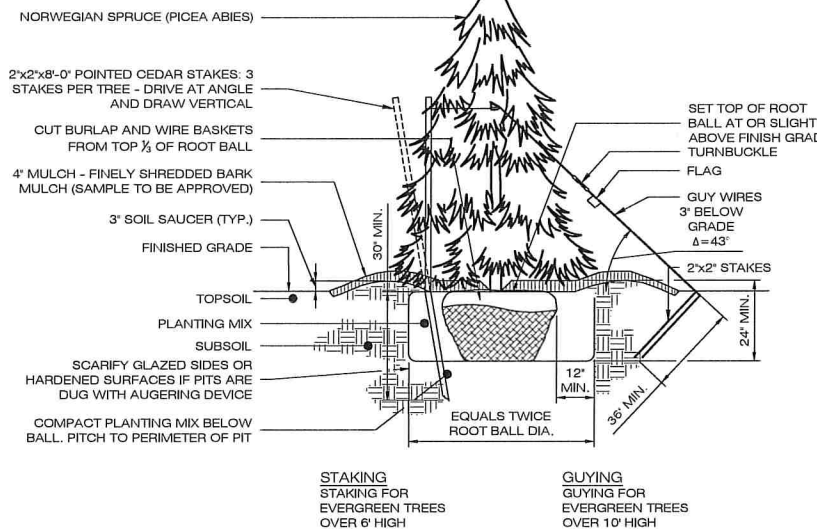 NORWEGIAN SPRUCE (PICEA ABIES)
2"x2"x8'-0" POINTED CEDAR STAKES: 3
STAKES PER TREE - DRIVE AT ANGLE
AND DRAW VERTICAL
CUT BURLAP AND WIRE BASKETS
FROM TOP ⅓ OF ROOT BALL
4" MULCH - FINELY SHREDDED BARK
MULCH (SAMPLE TO BE APPROVED)
3" SOIL SAUCER (TYP.)
FINISHED GRADE
TOPSOIL
PLANTING MIX
SUBSOIL
SCARIFY GLAZED SIDES OR
HARDENED SURFACES IF PITS ARE
DUG WITH AUGERING DEVICE
COMPACT PLANTING MIX BELOW
BALL. PITCH TO PERIMETER OF PIT
30" MIN.
SET TOP OF ROOT
BALL AT OR SLIGHT
ABOVE FINISH GRAD
TURNBUCKLE
FLAG
GUY WIRES
3" BELOW
GRADE
Δ=43°
2"x2" STAKES
24" MIN.
36" MIN.
12"
MIN.
EQUALS TWICE
ROOT BALL DIA.
STAKING
STAKING FOR
EVERGREEN TREES
OVER 6' HIGH
GUYING
GUYING FOR
EVERGREEN TREES
OVER 10' HIGH